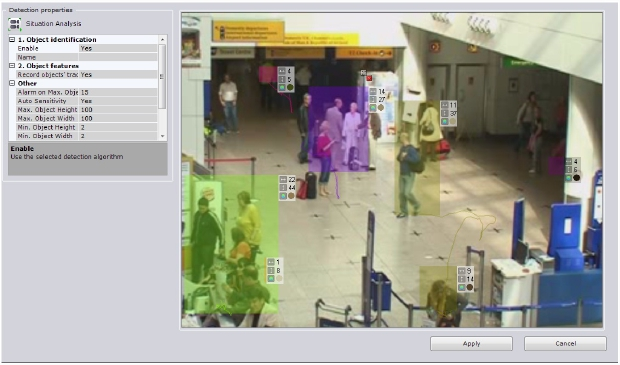 Detection properties
Situation Analysis
1. Object identification
Enable Yes
Name
2. Object features
Record objects' trac Yes
Other
Alarm on Max. Obje 15
Auto Sensitivity Yes
Max. Object Height 100
Max. Object Width 100
Min. Object Height 2
Min. Object Width 2
Enable
Use the selected detection algorithm
4
5
14
27
11
37
4
5
22
44
1
8
9
14
Apply
Cancel